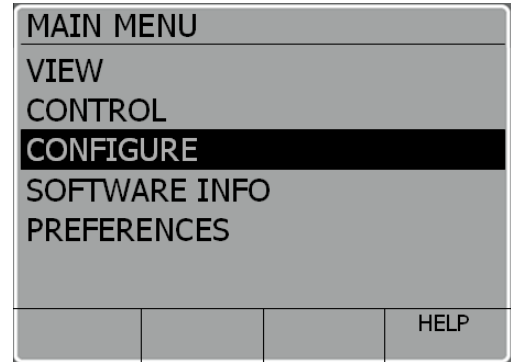 MAIN MENU
VIEW
CONTROL
CONFIGURE
SOFTWARE INFO
PREFERENCES
HELP